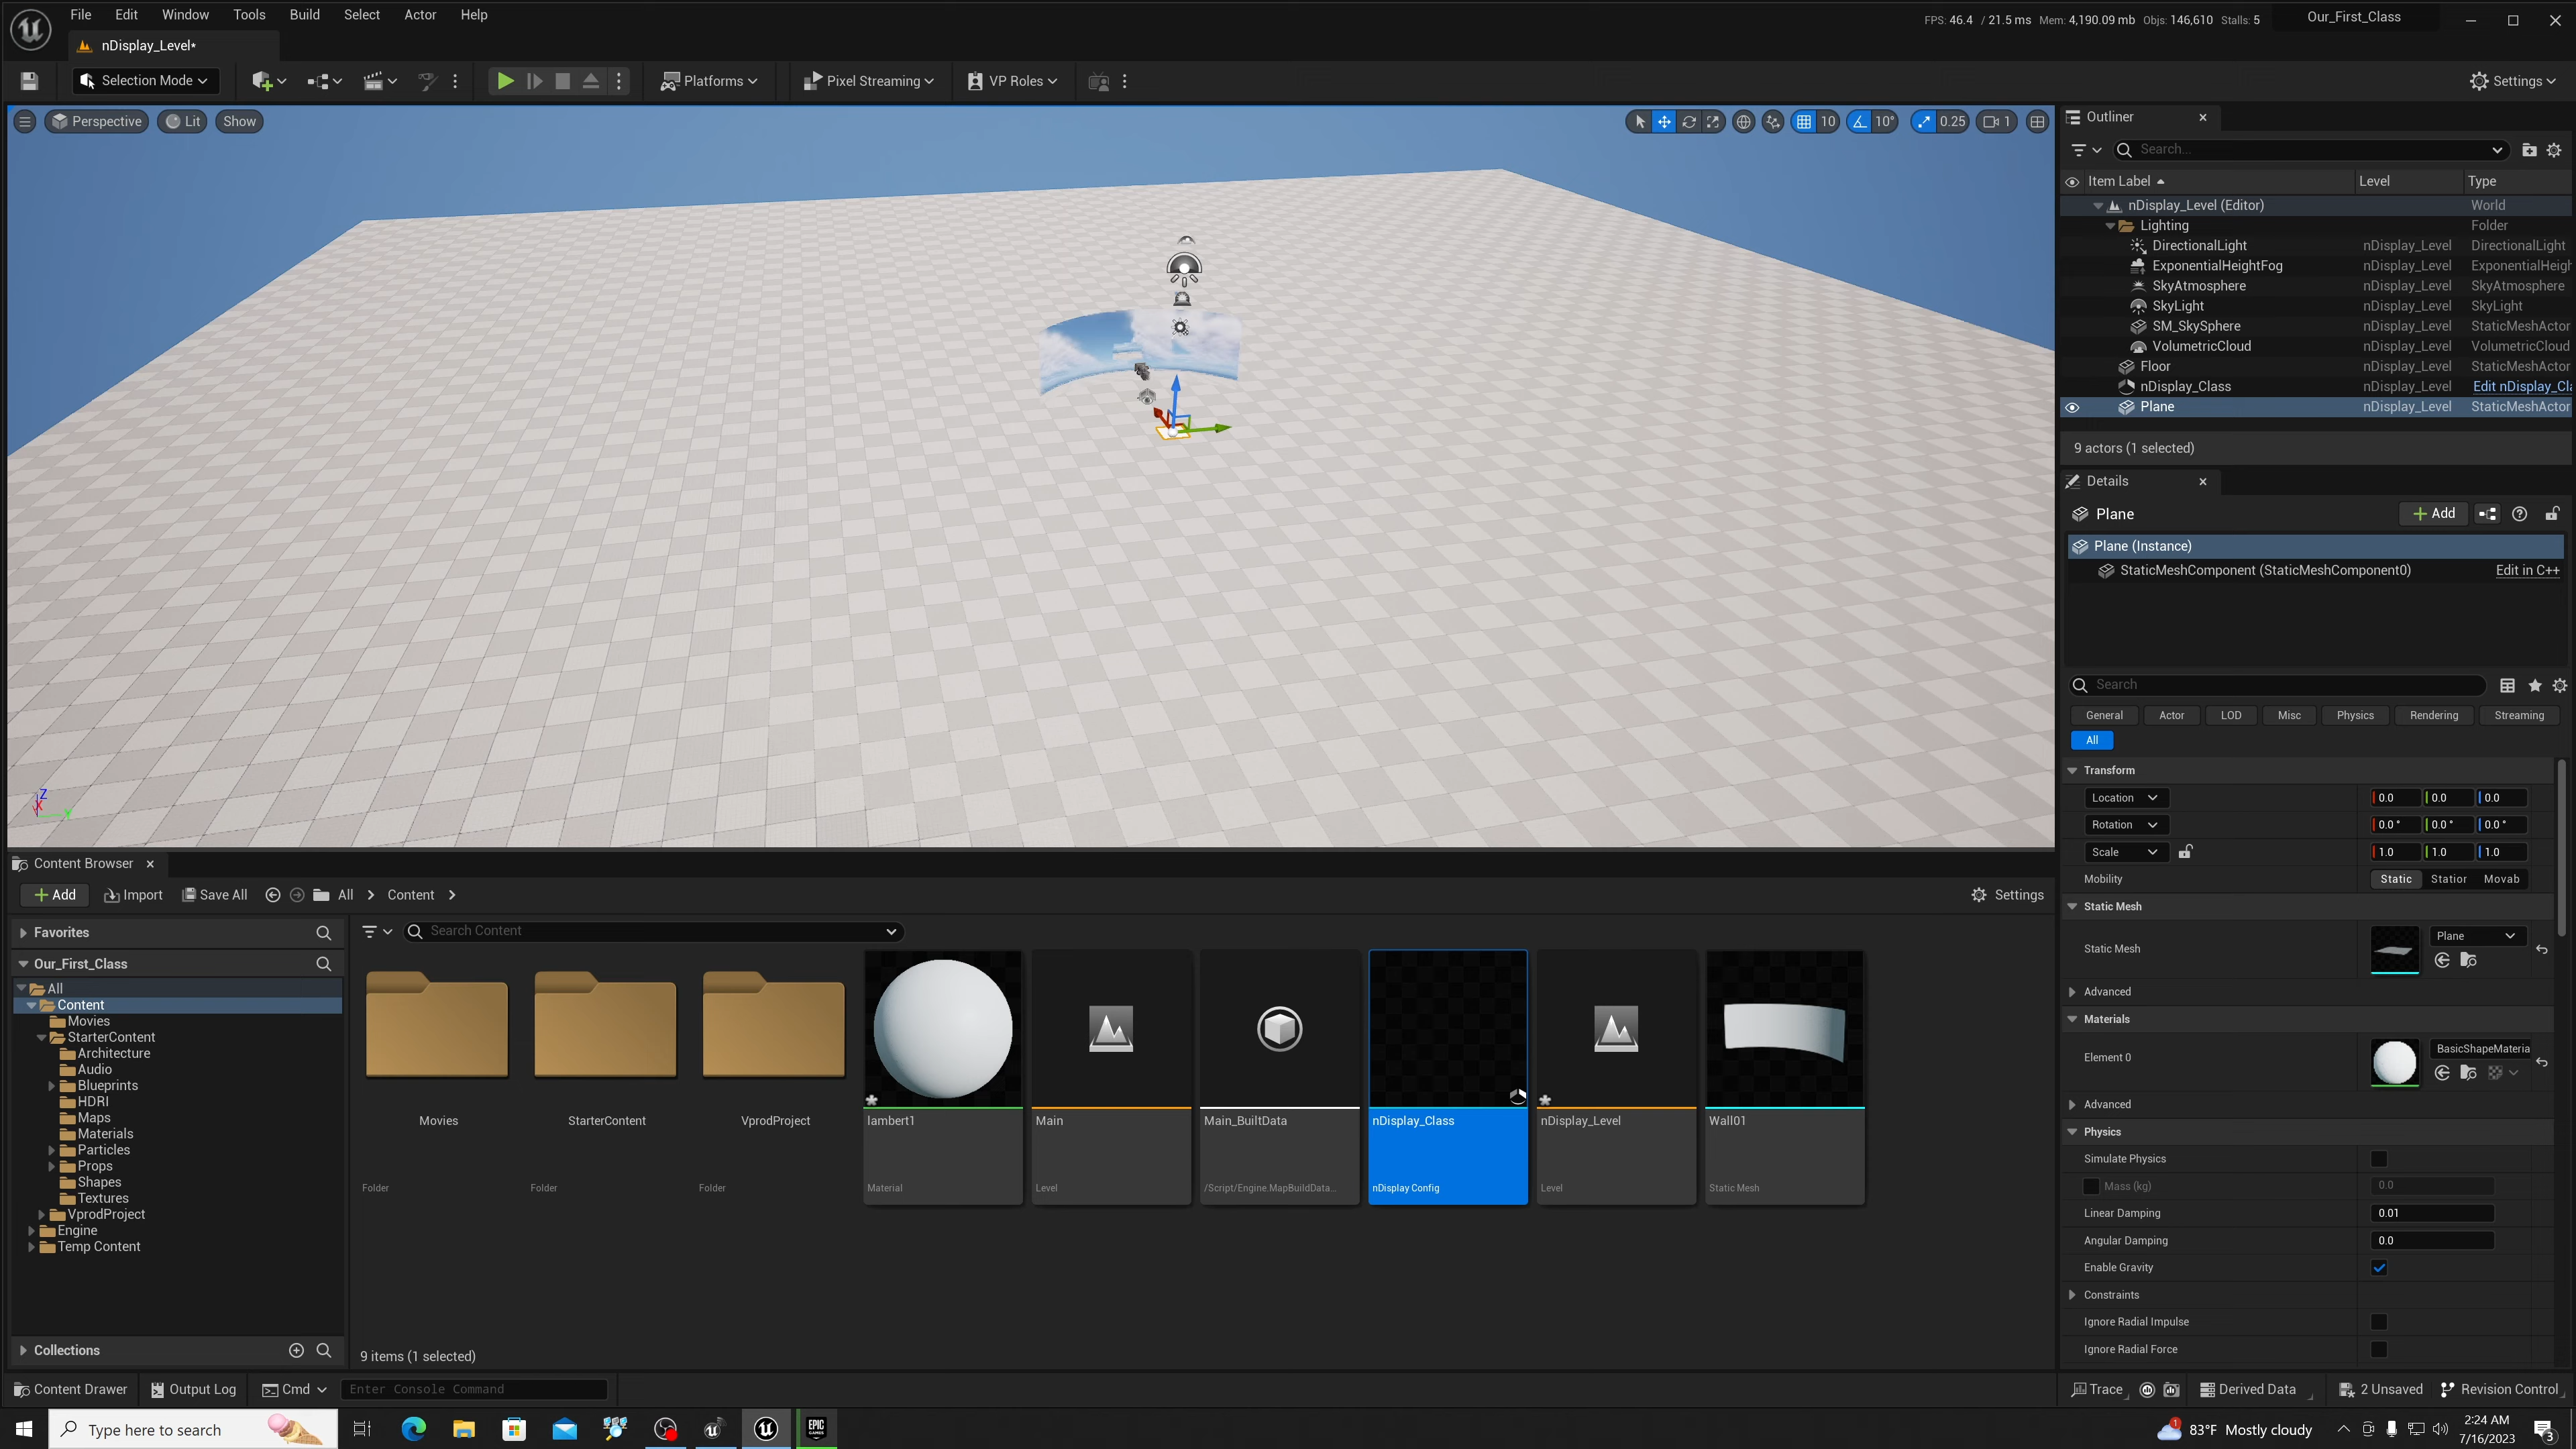 File Edit Window Tools Build Select Actor Help
FPS: 46.4 / 21.5 ms Mem: 4,190.09 mb Objs: 146,610 Stalls: 5 Our_First_Class
nDisplay_Level*
Selection Mode Platforms Pixel Streaming VP Roles Settings
Perspective Lit Show 10 10° 0.25 1
Z
X
Y
Outliner
Search...
Item Label Level Type
nDisplay_Level (Editor) World
Lighting Folder
DirectionalLight nDisplay_Level DirectionalLight
ExponentialHeightFog nDisplay_Level ExponentialHeigh
SkyAtmosphere nDisplay_Level SkyAtmosphere
SkyLight nDisplay_Level SkyLight
SM_SkySphere nDisplay_Level StaticMeshActor
VolumetricCloud nDisplay_Level VolumetricCloud
Floor nDisplay_Level StaticMeshActor
nDisplay_Class nDisplay_Level Edit nDisplay_Cl
Plane nDisplay_Level StaticMeshActor
9 actors (1 selected)
Details
Plane Add
Plane (Instance)
StaticMeshComponent (StaticMeshComponent0) Edit in C++
Search
General Actor LOD Misc Physics Rendering Streaming
All
Transform
Location 0.0 0.0 0.0
Rotation 0.0° 0.0° 0.0°
Scale 1.0 1.0 1.0
Mobility Static Station Movab
Static Mesh
Static Mesh Plane
Advanced
Materials
Element 0 BasicShapeMateria
Advanced
Physics
Simulate Physics
Mass (kg) 0.0
Linear Damping 0.01
Angular Damping 0.0
Enable Gravity
Constraints
Ignore Radial Impulse
Ignore Radial Force
Content Browser
Add Import Save All All Content Settings
Favorites
Our_First_Class
All
Content
Movies
StarterContent
Architecture
Audio
Blueprints
HDRI
Maps
Materials
Particles
Props
Shapes
Textures
VprodProject
Engine
Temp Content
Collections
Search Content
Movies StarterContent VprodProject lambert1 Main Main_BuiltData nDisplay_Class nDisplay_Level Wall01
Folder Folder Folder Material Level /Script/Engine.MapBuildData... nDisplay Config Level Static Mesh
9 items (1 selected)
Content Drawer Output Log Cmd Enter Console Command
Trace Derived Data 2 Unsaved Revision Control
Type here to search
EPIC
GAMES
1
83°F Mostly cloudy
2:24 AM
7/16/2023
3